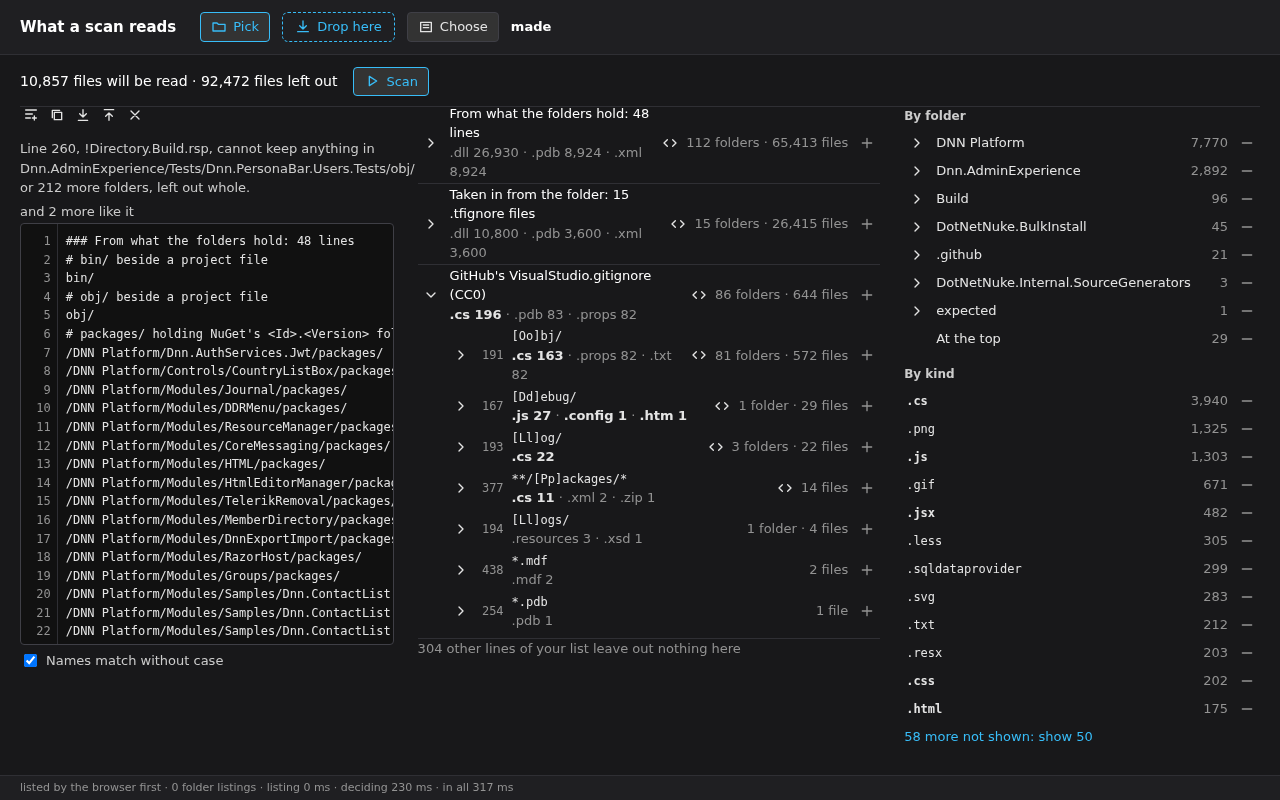 What a scan reads Pick Drop here Choose made
10,857 files will be read · 92,472 files left out Scan
Line 260, !Directory.Build.rsp, cannot keep anything in
Dnn.AdminExperience/Tests/Dnn.PersonaBar.Users.Tests/obj/
or 212 more folders, left out whole.
and 2 more like it
1 ### From what the folders hold: 48 lines
2 # bin/ beside a project file
3 bin/
4 # obj/ beside a project file
5 obj/
6 # packages/ holding NuGet's <Id>.<Version> fol
7 /DNN Platform/Dnn.AuthServices.Jwt/packages/
8 /DNN Platform/Controls/CountryListBox/packages
9 /DNN Platform/Modules/Journal/packages/
10 /DNN Platform/Modules/DDRMenu/packages/
11 /DNN Platform/Modules/ResourceManager/packages
12 /DNN Platform/Modules/CoreMessaging/packages/
13 /DNN Platform/Modules/HTML/packages/
14 /DNN Platform/Modules/HtmlEditorManager/packag
15 /DNN Platform/Modules/TelerikRemoval/packages/
16 /DNN Platform/Modules/MemberDirectory/packages
17 /DNN Platform/Modules/DnnExportImport/packages
18 /DNN Platform/Modules/RazorHost/packages/
19 /DNN Platform/Modules/Groups/packages/
20 /DNN Platform/Modules/Samples/Dnn.ContactList
21 /DNN Platform/Modules/Samples/Dnn.ContactList
22 /DNN Platform/Modules/Samples/Dnn.ContactList
Names match without case
From what the folders hold: 48
lines
.dll 26,930 · .pdb 8,924 · .xml
8,924
112 folders · 65,413 files
Taken in from the folder: 15
.tfignore files
.dll 10,800 · .pdb 3,600 · .xml
3,600
15 folders · 26,415 files
GitHub's VisualStudio.gitignore
(CC0)
.cs 196 · .pdb 83 · .props 82
86 folders · 644 files
[Oo]bj/
191 .cs 163 · .props 82 · .txt
82
81 folders · 572 files
[Dd]ebug/
167 .js 27 · .config 1 · .htm 1
1 folder · 29 files
[Ll]og/
193 .cs 22
3 folders · 22 files
**/[Pp]ackages/*
377 .cs 11 · .xml 2 · .zip 1
14 files
[Ll]ogs/
194 .resources 3 · .xsd 1
1 folder · 4 files
*.mdf
438 .mdf 2
2 files
*.pdb
254 .pdb 1
1 file
304 other lines of your list leave out nothing here
By folder
DNN Platform 7,770
Dnn.AdminExperience 2,892
Build 96
DotNetNuke.BulkInstall 45
.github 21
DotNetNuke.Internal.SourceGenerators 3
expected 1
At the top 29
By kind
.cs 3,940
.png 1,325
.js 1,303
.gif 671
.jsx 482
.less 305
.sqldataprovider 299
.svg 283
.txt 212
.resx 203
.css 202
.html 175
58 more not shown: show 50
listed by the browser first · 0 folder listings · listing 0 ms · deciding 230 ms · in all 317 ms